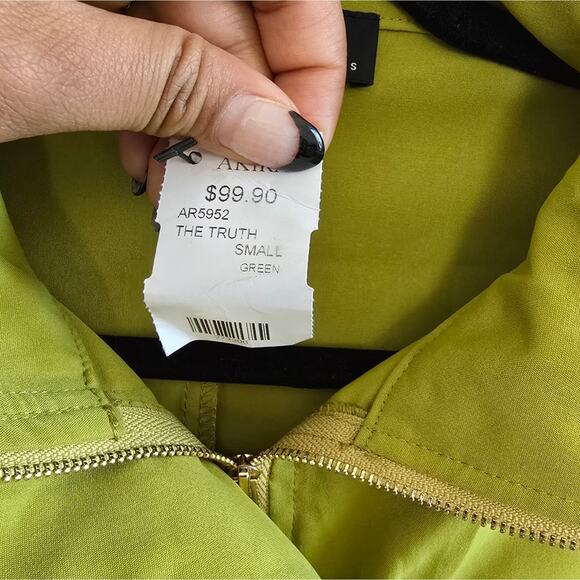 S
$99.90
AR5952
THE TRUTH
SMALL
GREEN